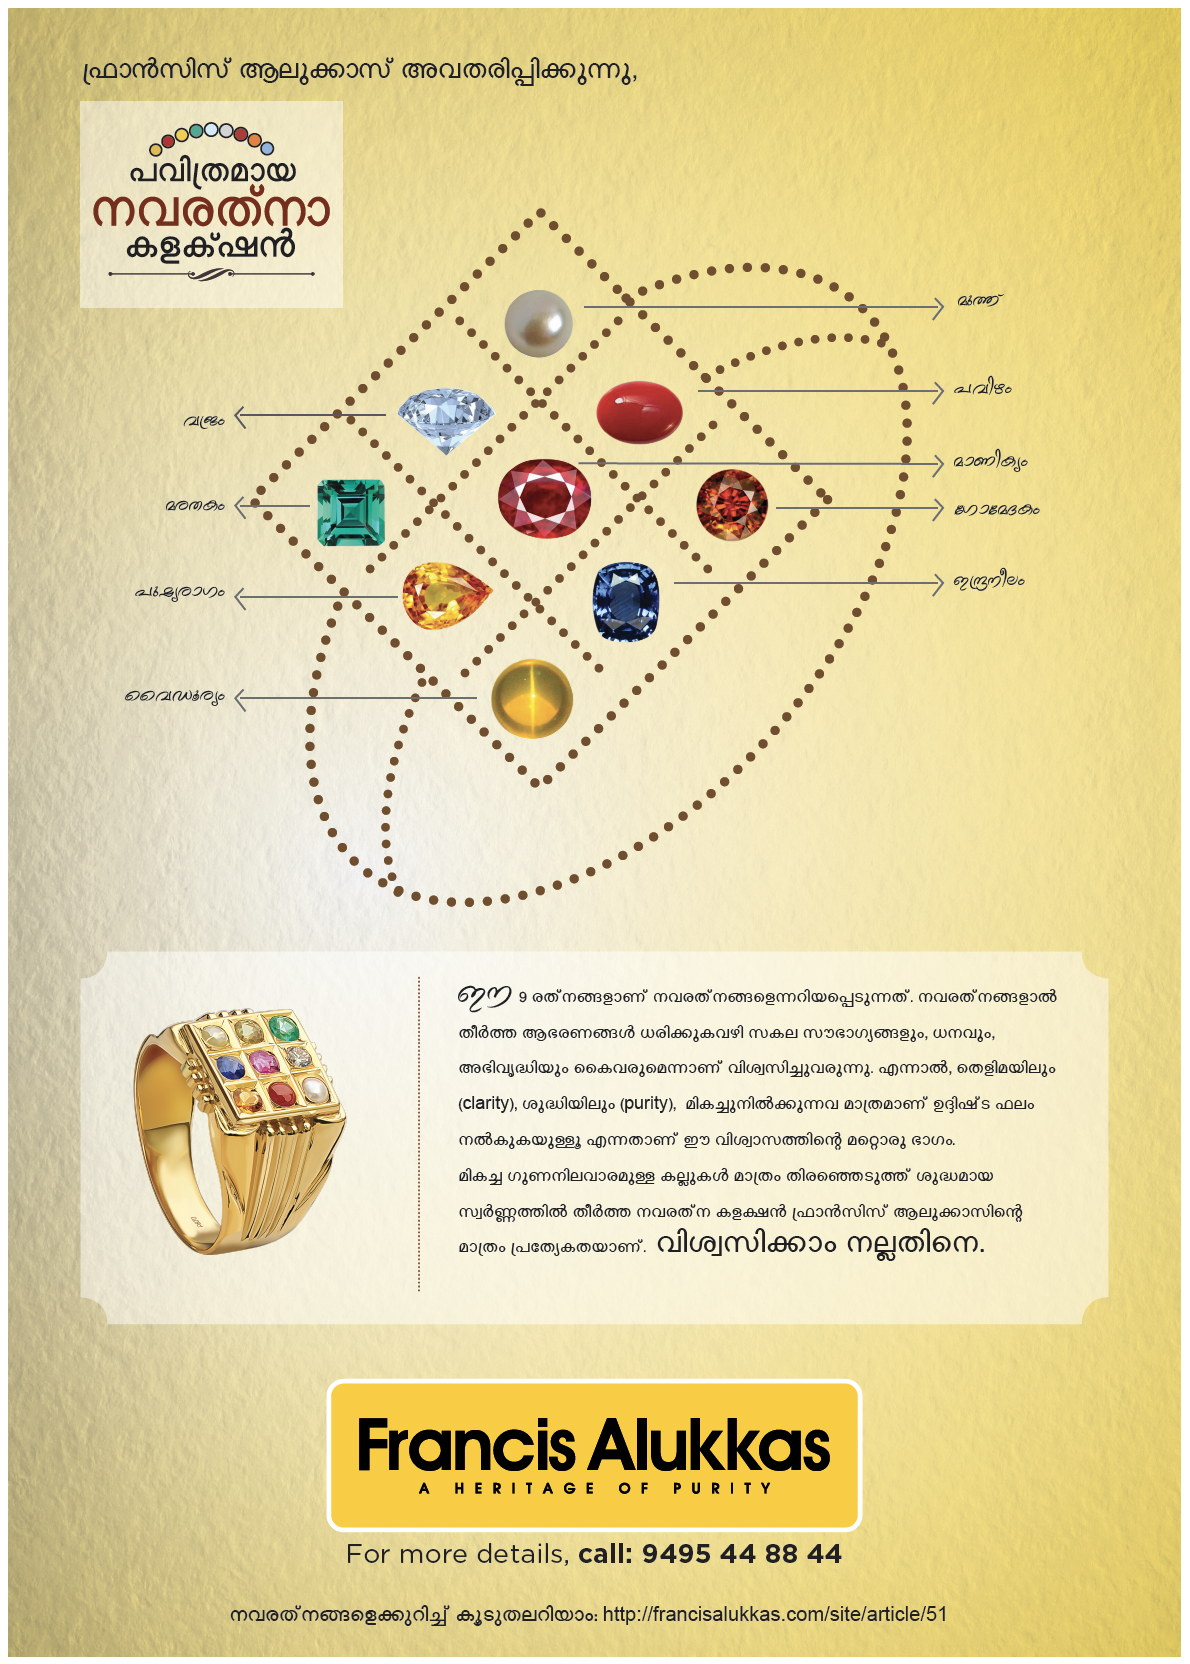 ഫ്രാൻസിസ് ആലുക്കാസ് അവതരിപ്പിക്കുന്നു,
പവിത്രമായ
നവരത്‌നാ
കളക്‌ഷൻ
മുത്ത്
പവിഴം
വജ്രം
മാണിക്യം
മരതകം
ഗോമേദകം
ഇന്ദ്രനീലം
പുഷ്യരാഗം
വൈഡൂര്യം
ഈ 9 രത്‌നങ്ങളാണ് നവരത്‌നങ്ങളെന്നറിയപ്പെടുന്നത്. നവരത്‌നങ്ങളാൽ
തീർത്ത ആഭരണങ്ങൾ ധരിക്കുകവഴി സകല സൗഭാഗ്യങ്ങളും, ധനവും,
അഭിവൃദ്ധിയും കൈവരുമെന്നാണ് വിശ്വസിച്ചുവരുന്നു. എന്നാൽ, തെളിമയിലും
(clarity), ശുദ്ധിയിലും (purity), മികച്ചുനിൽക്കുന്നവ മാത്രമാണ് ഉദ്ദിഷ്ട ഫലം
നൽകുകയുള്ളൂ എന്നതാണ് ഈ വിശ്വാസത്തിന്റെ മറ്റൊരു ഭാഗം.
മികച്ച ഗുണനിലവാരമുള്ള കല്ലുകൾ മാത്രം തിരഞ്ഞെടുത്ത് ശുദ്ധമായ
സ്വർണ്ണത്തിൽ തീർത്ത നവരത്‌ന കളക്ഷൻ ഫ്രാൻസിസ് ആലുക്കാസിന്റെ
മാത്രം പ്രത്യേകതയാണ്. വിശ്വസിക്കാം നല്ലതിനെ.
Francis Alukkas
A HERITAGE OF PURITY
For more details, call: 9495 44 88 44
നവരത്‌നങ്ങളെക്കുറിച്ച് കൂടുതലറിയാം: http://francisalukkas.com/site/article/51